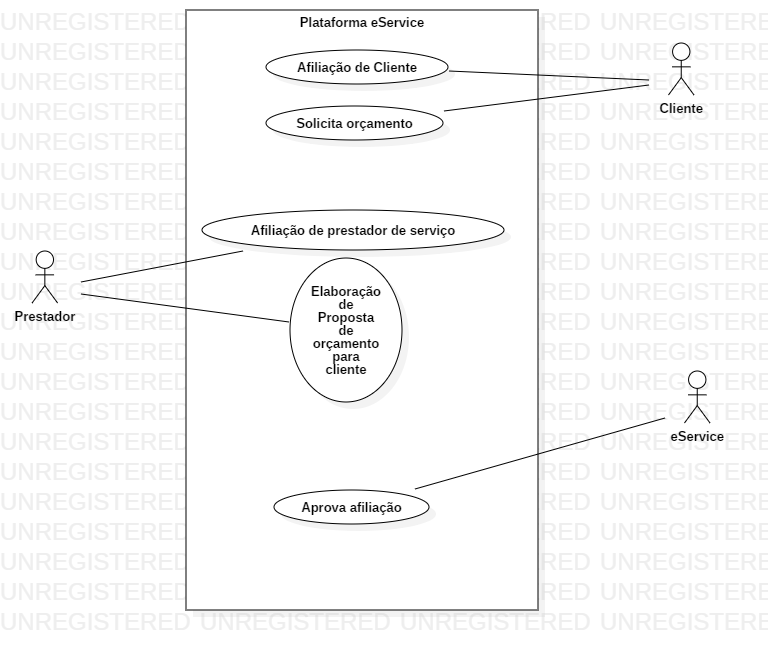 Plataforma eService
Afiliação de Cliente
Solicita orçamento
Cliente
Afiliação de prestador de serviço
Prestador
Elaboração
de
Proposta
de
orçamento
para
cliente
eService
Aprova afiliação
UNREGISTERED UNREGISTERED UNREGISTERED UNREGISTERE